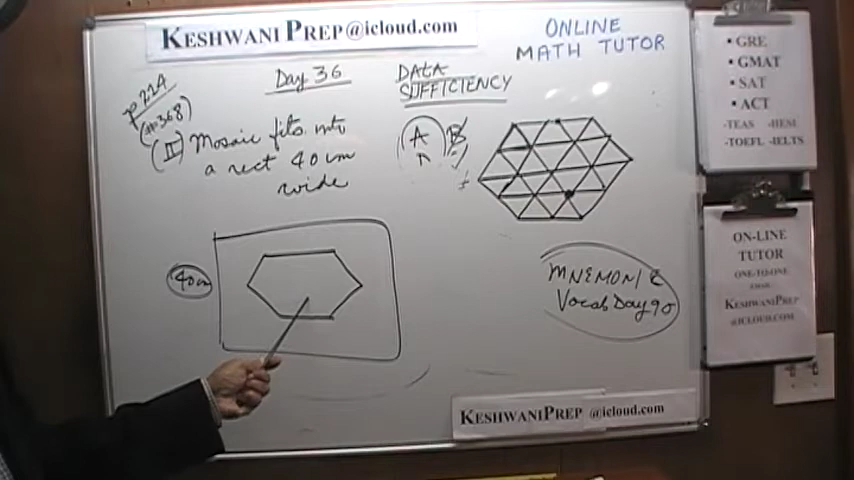 KESHWANI PREP@icloud.com
ONLINE
MATH TUTOR
p 224
(#368)
Day 36
DATA
SUFFICIENCY
(II) Mosaic fits into
a rect 40 cm
wide
A B
40cm
MNEMONIC
Vocab Day 90
• GRE
• GMAT
• SAT
• ACT
-TEAS -HESI
-TOEFL -IELTS
ON-LINE
TUTOR
ONE-TO-ONE
KESHWANIPREP
@ICLOUD.COM
KESHWANIPREP @icloud.com